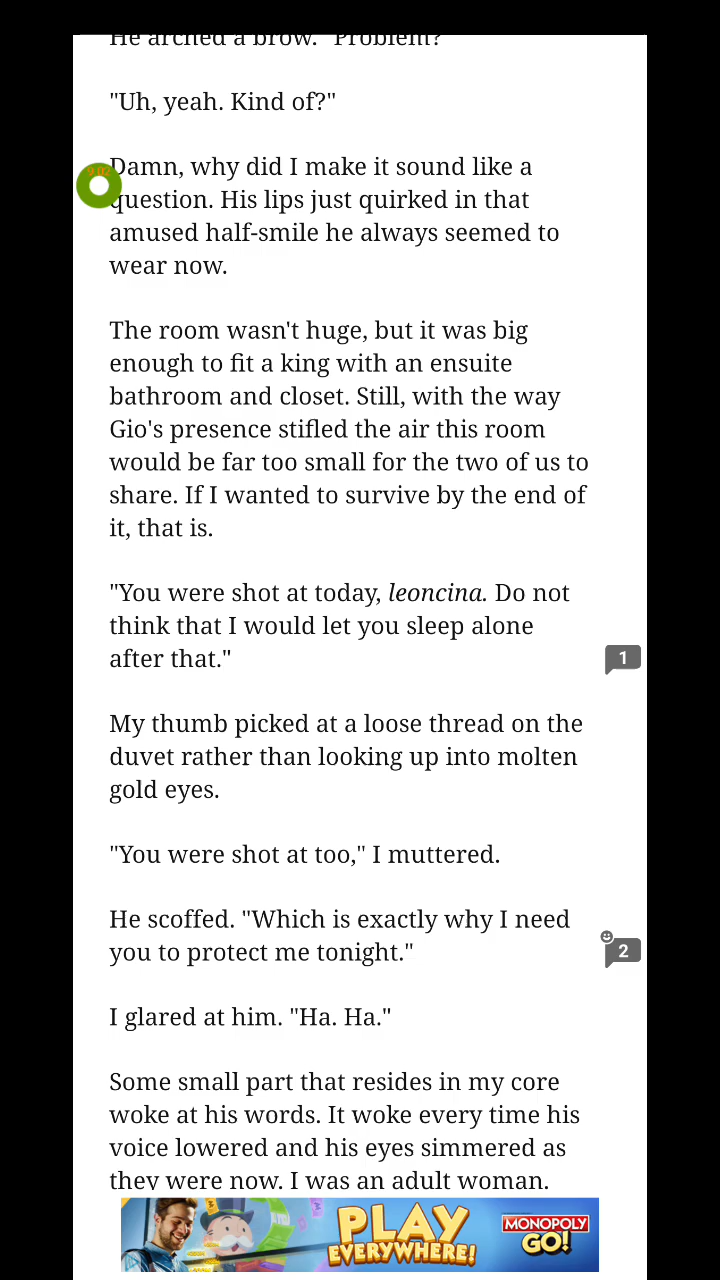 He arched a brow. "Problem?"
"Uh, yeah. Kind of?"
Damn, why did I make it sound like a
9:02
question. His lips just quirked in that
amused half-smile he always seemed to
wear now.
The room wasn't huge, but it was big
enough to fit a king with an ensuite
bathroom and closet. Still, with the way
Gio's presence stifled the air this room
would be far too small for the two of us to
share. If I wanted to survive by the end of
it, that is.
"You were shot at today, leoncina. Do not
think that I would let you sleep alone
after that."
1
My thumb picked at a loose thread on the
duvet rather than looking up into molten
gold eyes.
"You were shot at too," I muttered.
He scoffed. "Which is exactly why I need
you to protect me tonight."
2
I glared at him. "Ha. Ha."
Some small part that resides in my core
woke at his words. It woke every time his
voice lowered and his eyes simmered as
they were now. I was an adult woman.
PLAY
EVERYWHERE!
MONOPOLY
GO!